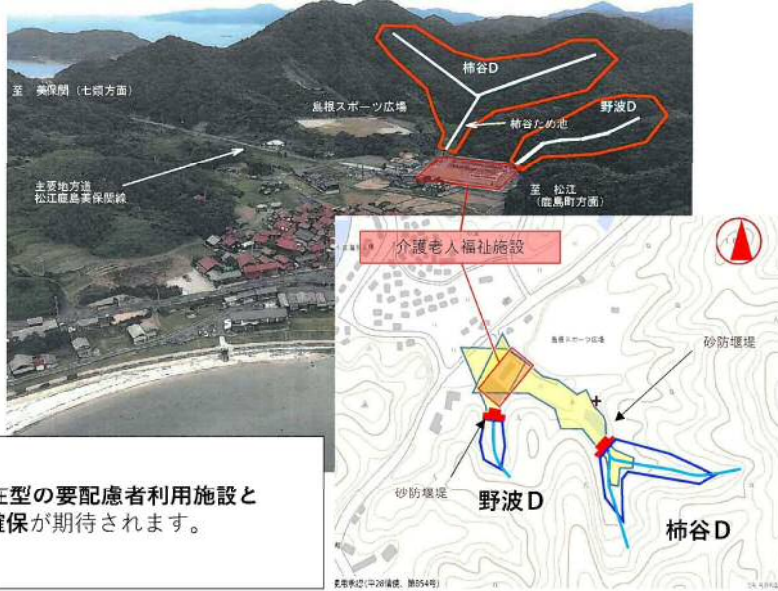 至 美保関（七類方面）
島根スポーツ広場
柿谷D
柿谷ため池
野波D
主要地方道
松江鹿島美保関線
至 松江
（鹿島町方面）
介護老人福祉施設
島根スポーツ広場
砂防堰堤
砂防堰堤
野波D
柿谷D
在型の要配慮者利用施設と
確保が期待されます。